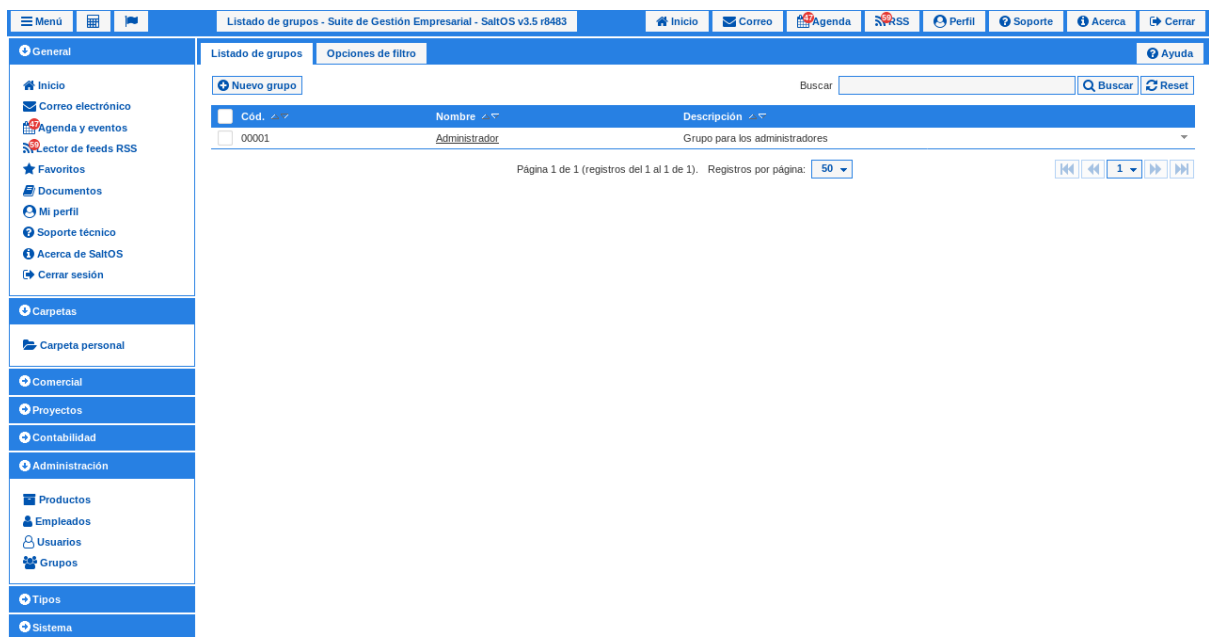 Menú
Listado de grupos - Suite de Gestión Empresarial - SaltOS v3.5 r8483
Inicio
Correo
47
Agenda
59
RSS
Perfil
Soporte
Acerca
Cerrar
General
Inicio
Correo electrónico
47
Agenda y eventos
59
Lector de feeds RSS
Favoritos
Documentos
Mi perfil
Soporte técnico
Acerca de SaltOS
Cerrar sesión
Carpetas
Carpeta personal
Comercial
Proyectos
Contabilidad
Administración
Productos
Empleados
Usuarios
Grupos
Tipos
Sistema
Listado de grupos
Opciones de filtro
Ayuda
Nuevo grupo
Buscar
Buscar
Reset
Cód. Nombre Descripción
00001 Administrador Grupo para los administradores
Página 1 de 1 (registros del 1 al 1 de 1). Registros por página: 50
1